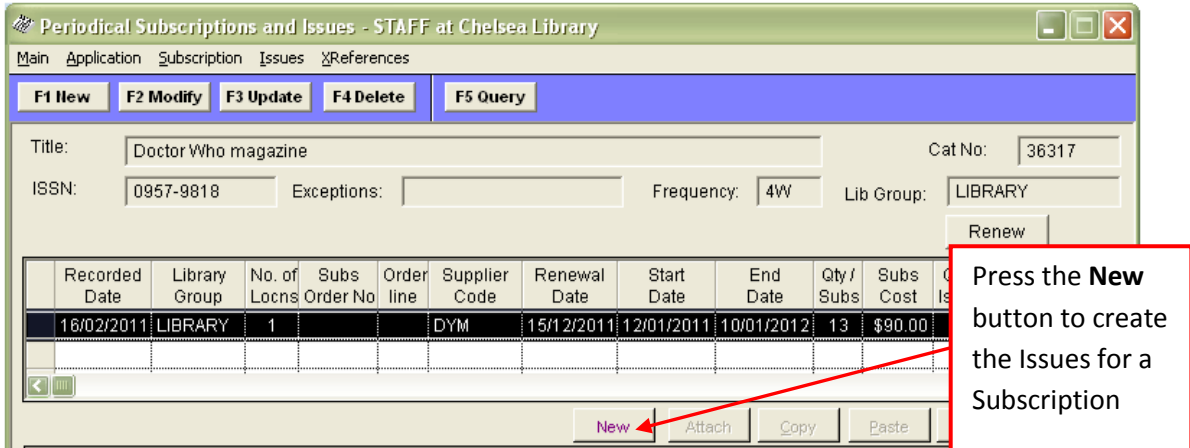 Periodical Subscriptions and Issues - STAFF at Chelsea Library
Main Application Subscription Issues XReferences
F1 New F2 Modify F3 Update F4 Delete F5 Query
Title: Doctor Who magazine Cat No: 36317
ISSN: 0957-9818 Exceptions: Frequency: 4W Lib Group: LIBRARY
Renew
Recorded Library No. of Subs Order Supplier Renewal Start End Qty / Subs
Date Group Locns Order No line Code Date Date Date Subs Cost
16/02/2011 LIBRARY 1 DYM 15/12/2011 12/01/2011 10/01/2012 13 $90.00
New Attach Copy Paste
Press the New
button to create
the Issues for a
Subscription